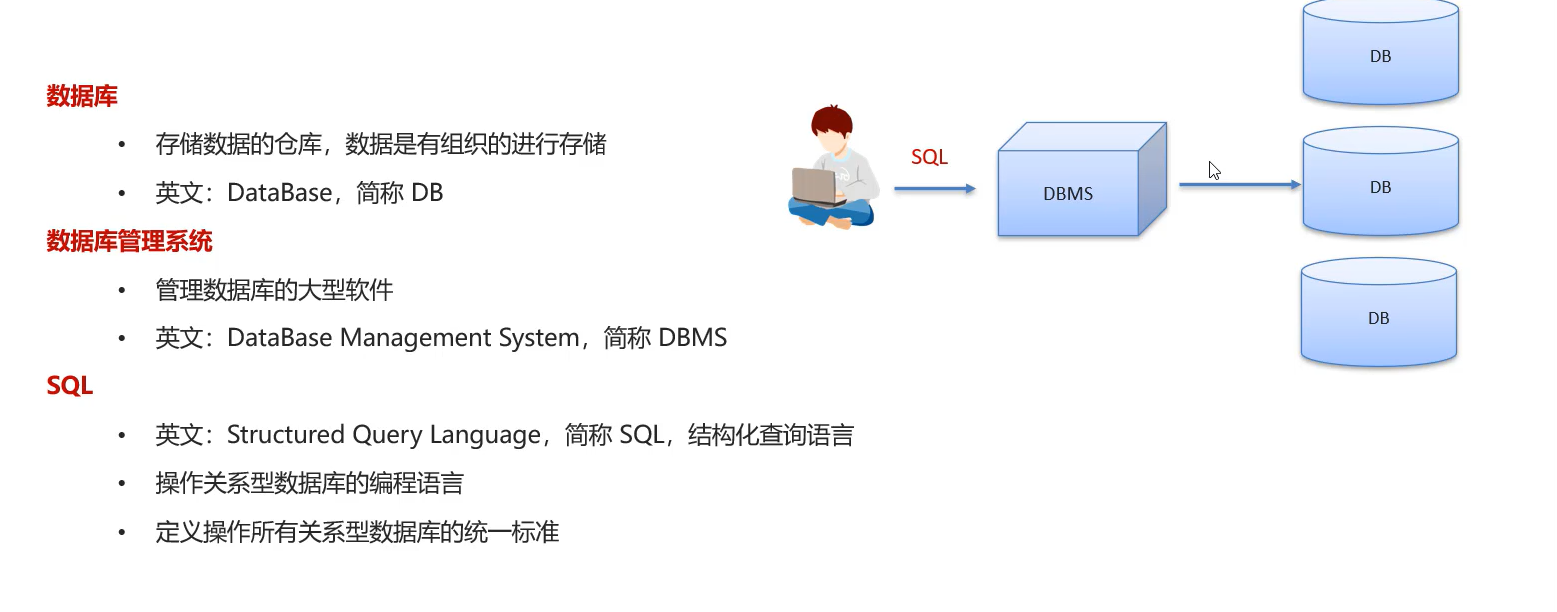 数据库
• 存储数据的仓库，数据是有组织的进行存储
• 英文：DataBase，简称 DB
数据库管理系统
• 管理数据库的大型软件
• 英文：DataBase Management System，简称 DBMS
SQL
• 英文：Structured Query Language，简称 SQL，结构化查询语言
• 操作关系型数据库的编程语言
• 定义操作所有关系型数据库的统一标准
SQL
DBMS
DB
DB
DB